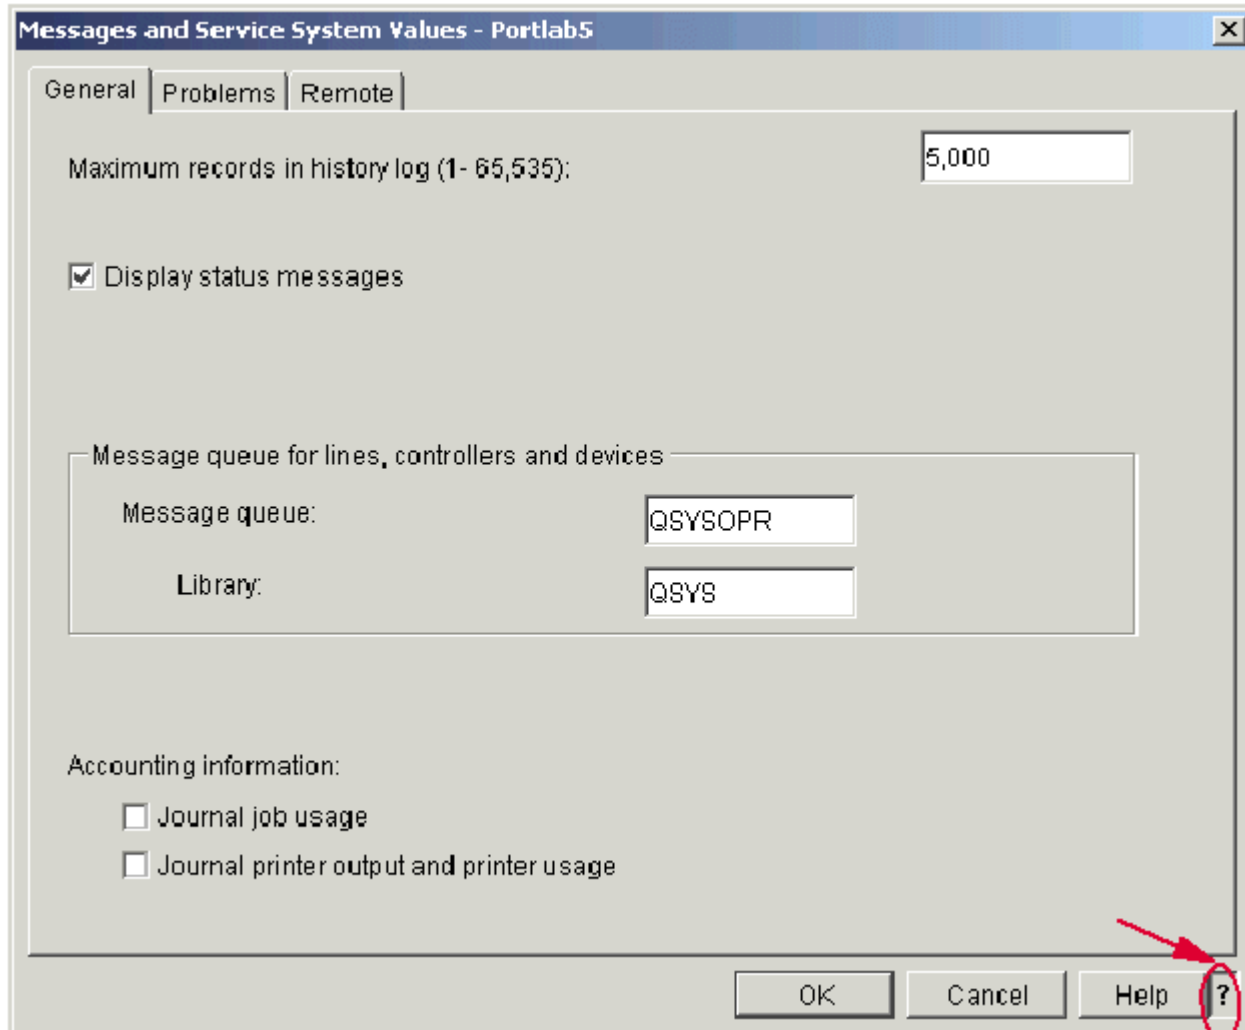 Messages and Service System Values - Portlab5
General Problems Remote
Maximum records in history log (1- 65,535): 5,000
Display status messages
Message queue for lines, controllers and devices
Message queue: QSYSOPR
Library: QSYS
Accounting information:
Journal job usage
Journal printer output and printer usage
OK Cancel Help ?